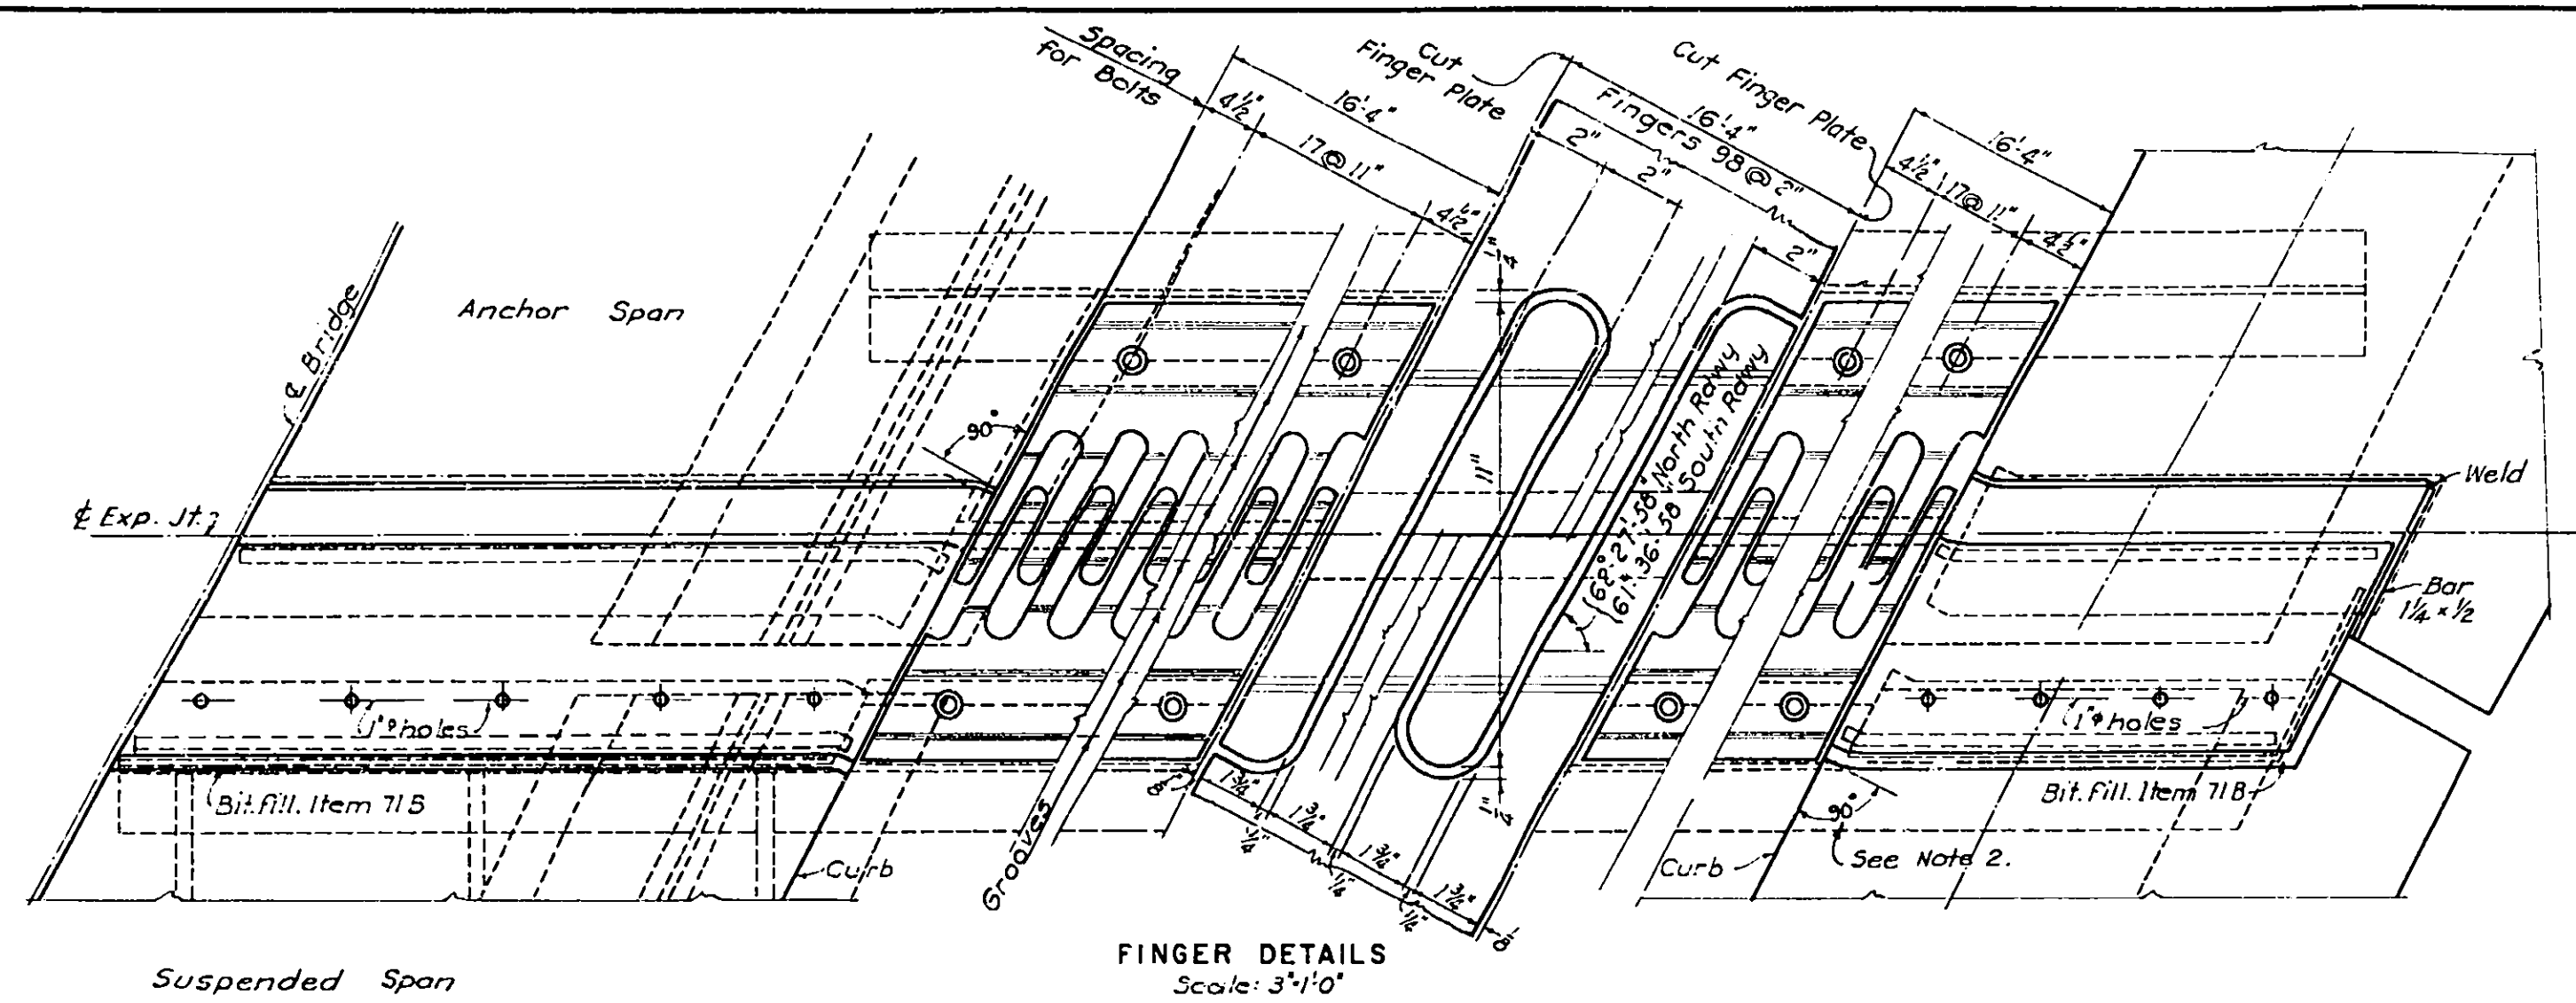 Spacing
for Bolts
4½"
16'-4"
17@11"
4½"
Cut
Finger Plate
Cut Finger Plate
16'-4"
Fingers 98@2"
2"
2"
2"
16'-4"
4½"
17@11"
4½"
Anchor Span
℄ Bridge
¼"
90°
11"
68°-27'-58" North Rdwy
61°-36'-58" South Rdwy
Weld
℄ Exp. Jt.
Bar
1¼ x ½
1"ø holes
1"ø holes
Bit. fill. Item 71B
Bit. fill. Item 71B
Curb
Grooves
1¾"
¼"
1¾"
¼"
1¾"
¼"
1¾"
¼"
90°
See Note 2.
Curb
FINGER DETAILS
Scale: 3"=1'-0"
Suspended Span